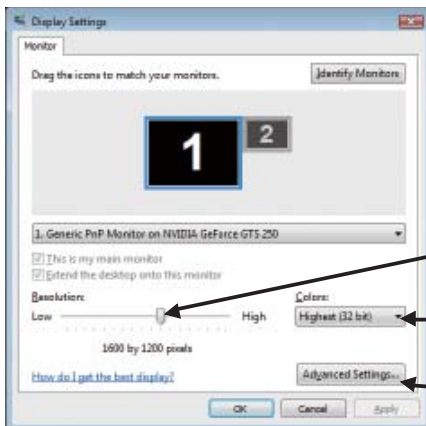 Display Settings
Monitor
Drag the icons to match your monitors.
Identify Monitors
1
2
1. Generic PnP Monitor on NVIDIA GeForce GTS 250
This is my main monitor
Extend the desktop onto this monitor
Resolution:
Colors:
Low
High
Highest (32 bit)
1600 by 1200 pixels
How do I get the best display?
Advanced Settings...
OK
Cancel
Apply